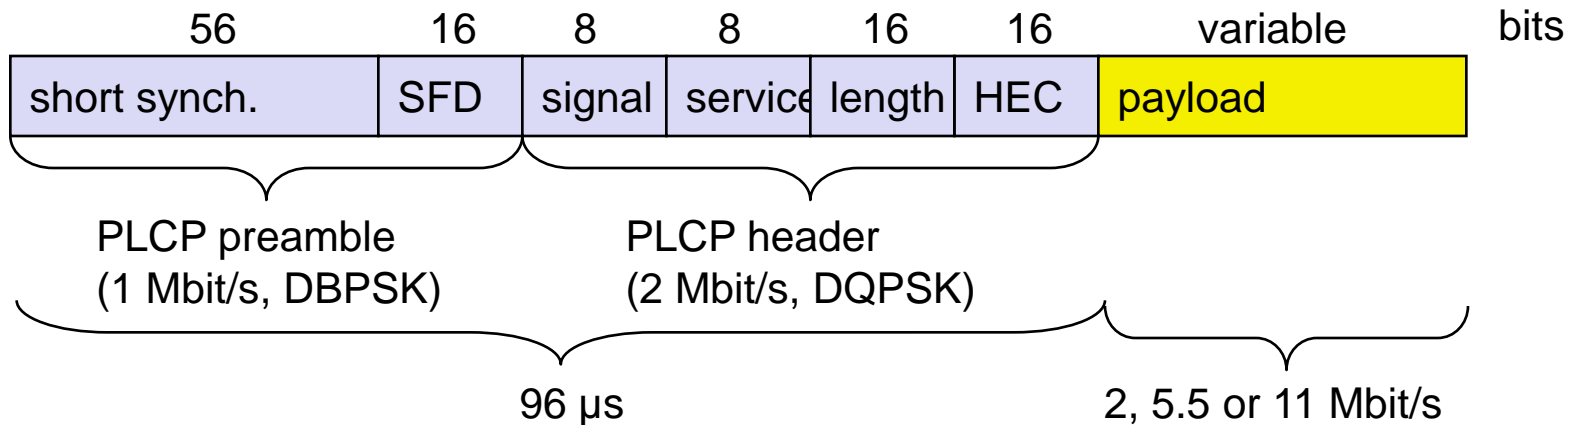 56 16 8 8 16 16 variable bits
short synch. SFD signal service length HEC payload
PLCP preamble PLCP header
(1 Mbit/s, DBPSK) (2 Mbit/s, DQPSK)
96 µs 2, 5.5 or 11 Mbit/s